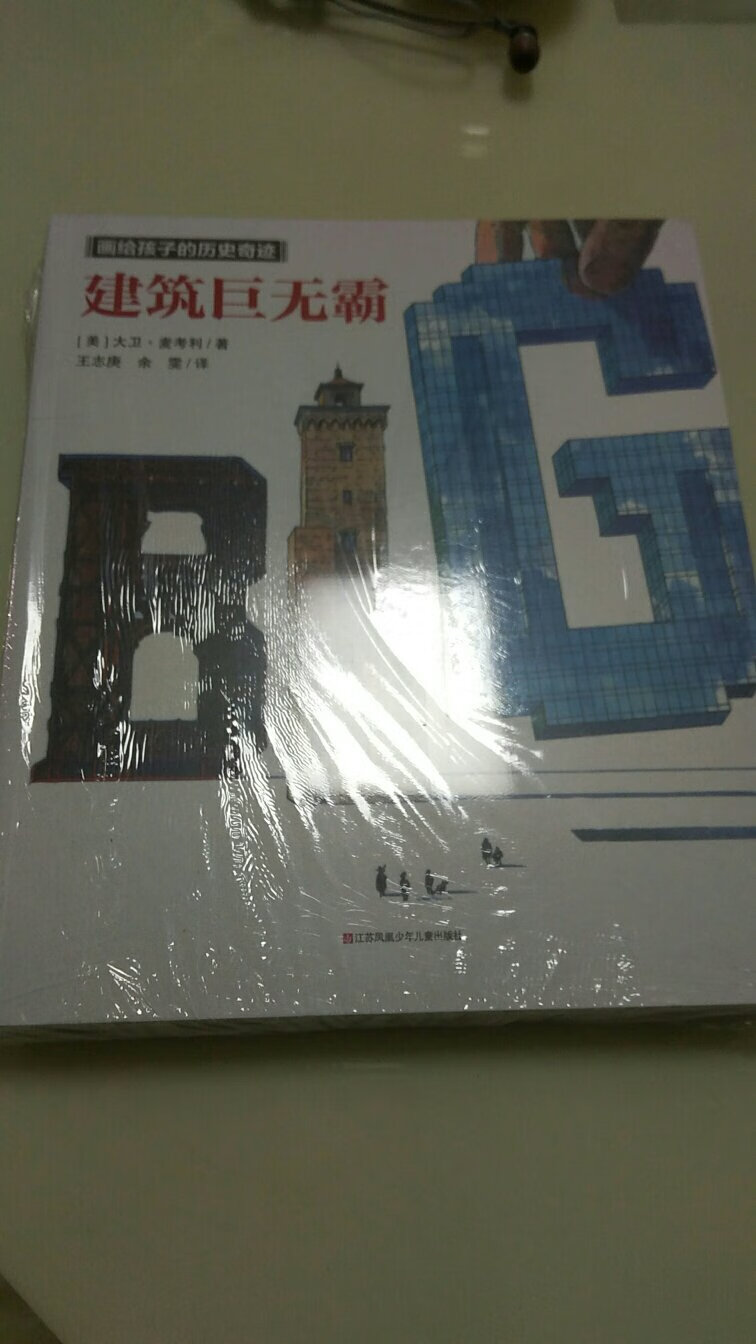 画给孩子的历史奇迹
建筑巨无霸
[美]大卫·麦考利/著
王志庚 余雯/译
BIG
江苏凤凰少年儿童出版社